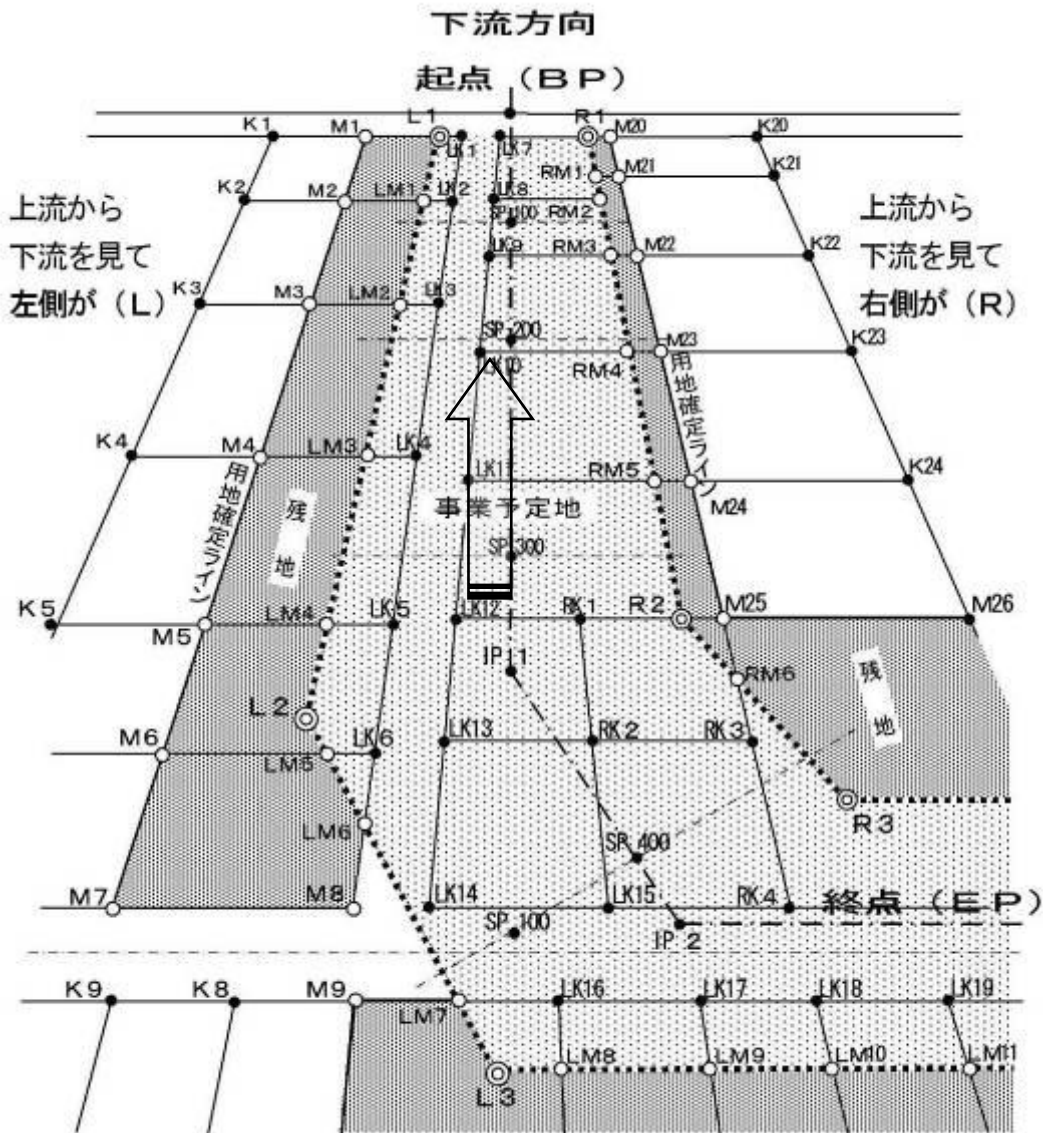 下流方向
起点（BP）
K1
M1
L1
R1
M20
K20
LK1
LK7
RM1
M21
K21
K2
M2
LM1
LK2
LK8
RM2
上流から
下流を見て
左側が（L）
SP 100
上流から
下流を見て
右側が（R）
LK9
RM3
M22
K22
K3
M3
LM2
LK3
SP 200
LK10
RM4
M23
K23
用地確定ライン
K4
M4
LM3
LK4
LK11
RM5
M24
K24
用地確定ライン
残地
事業予定地
SP 300
K5
M5
LM4
LK5
LK12
RK1
R2
M25
M26
IP 1
RM6
残地
L2
M6
LM5
LK6
LK13
RK2
RK3
R3
LM6
SP 400
M7
M8
LK14
LK15
RK4
終点（EP）
SP 100
IP 2
K9
K8
M9
LM7
LK16
LK17
LK18
LK19
L3
LM8
LM9
LM10
LM11